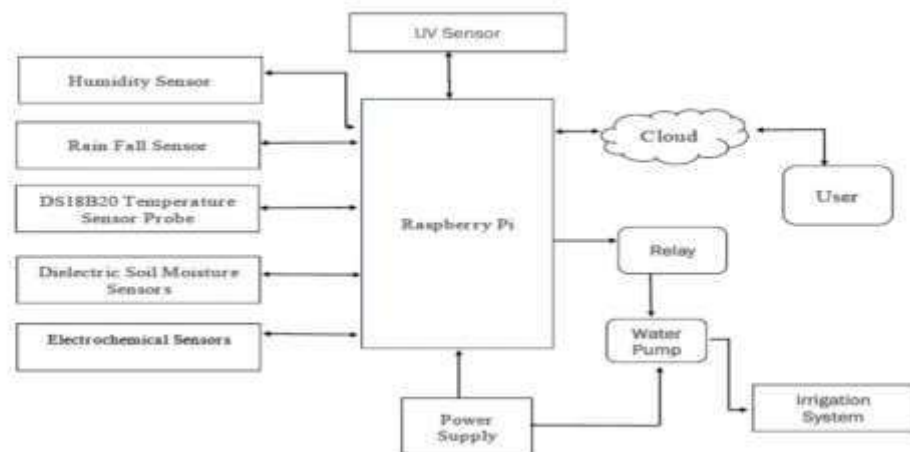 UV Sensor
Humidity Sensor
Rain Fall Sensor
Cloud
DS18B20 Temperature
Sensor Probe
User
Raspberry Pi
Relay
Dielectric Soil Moisture
Sensors
Electrochemical Sensors
Water
Pump
Power
Supply
Irrigation
System